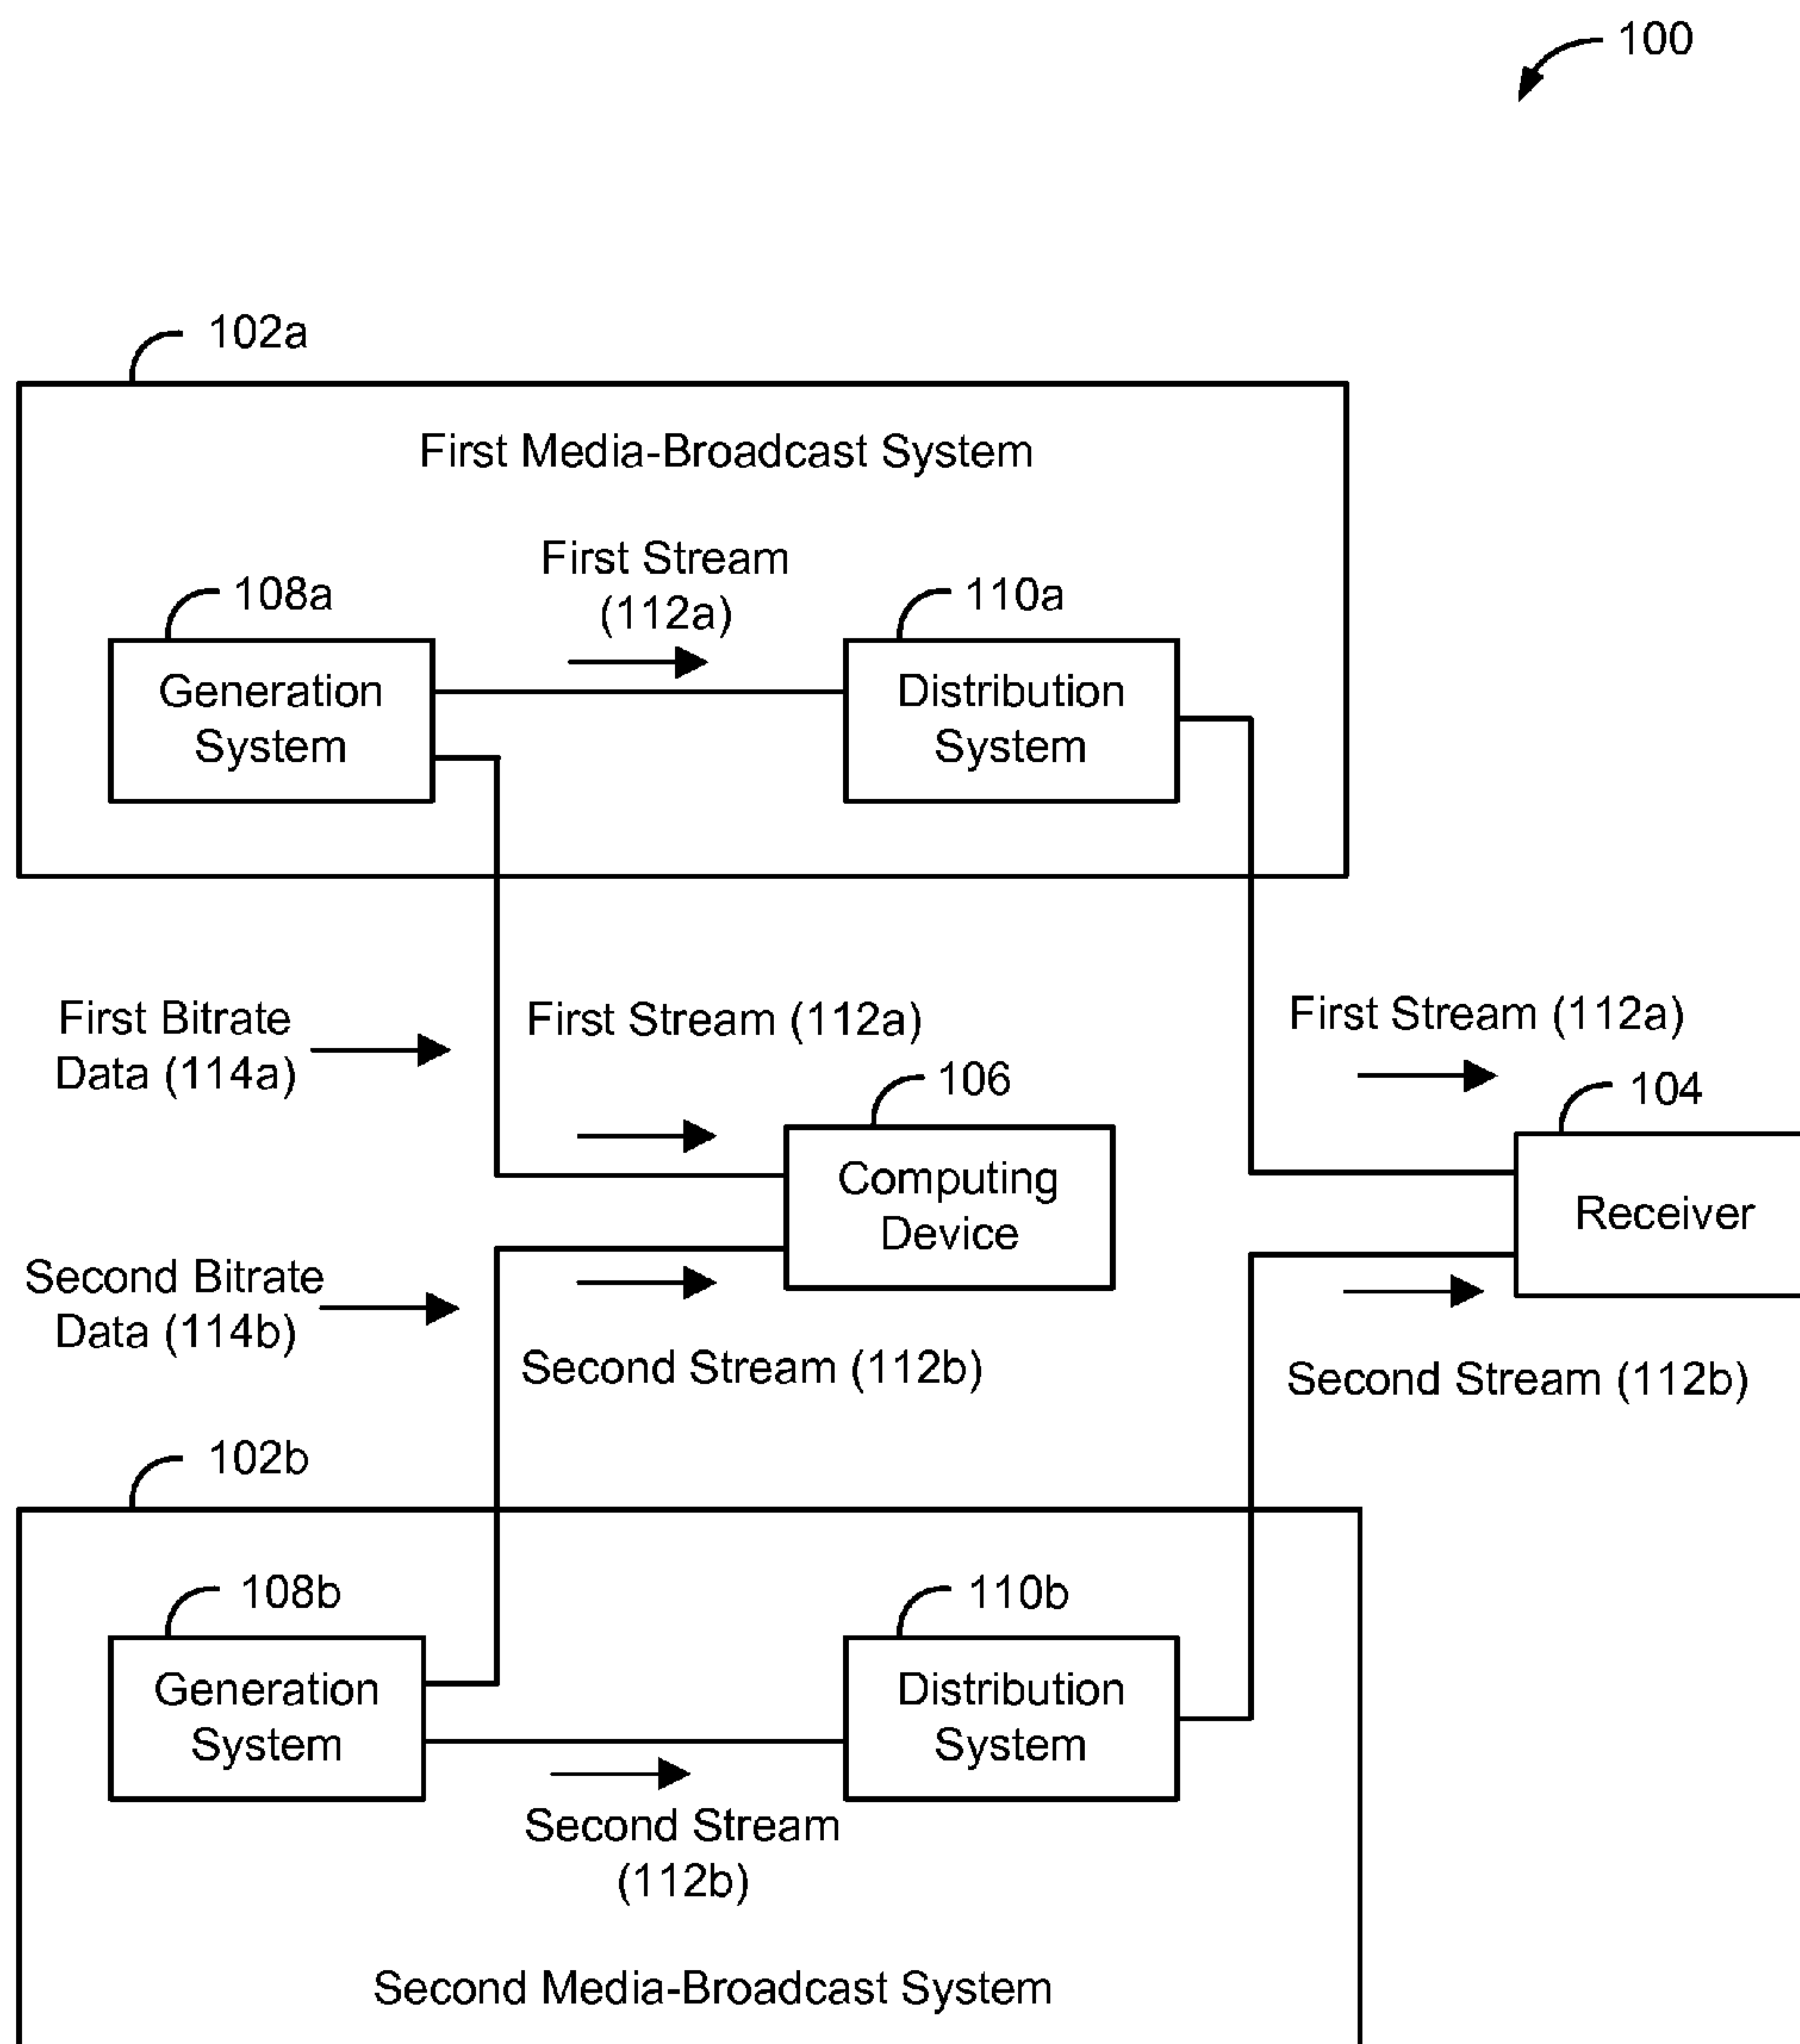 100
102a
First Media-Broadcast System
First Stream
(112a)
108a
110a
Generation
System
Distribution
System
First Bitrate
Data (114a)
First Stream (112a)
First Stream (112a)
106
104
Computing
Device
Receiver
Second Bitrate
Data (114b)
Second Stream (112b)
Second Stream (112b)
102b
108b
110b
Generation
System
Distribution
System
Second Stream
(112b)
Second Media-Broadcast System